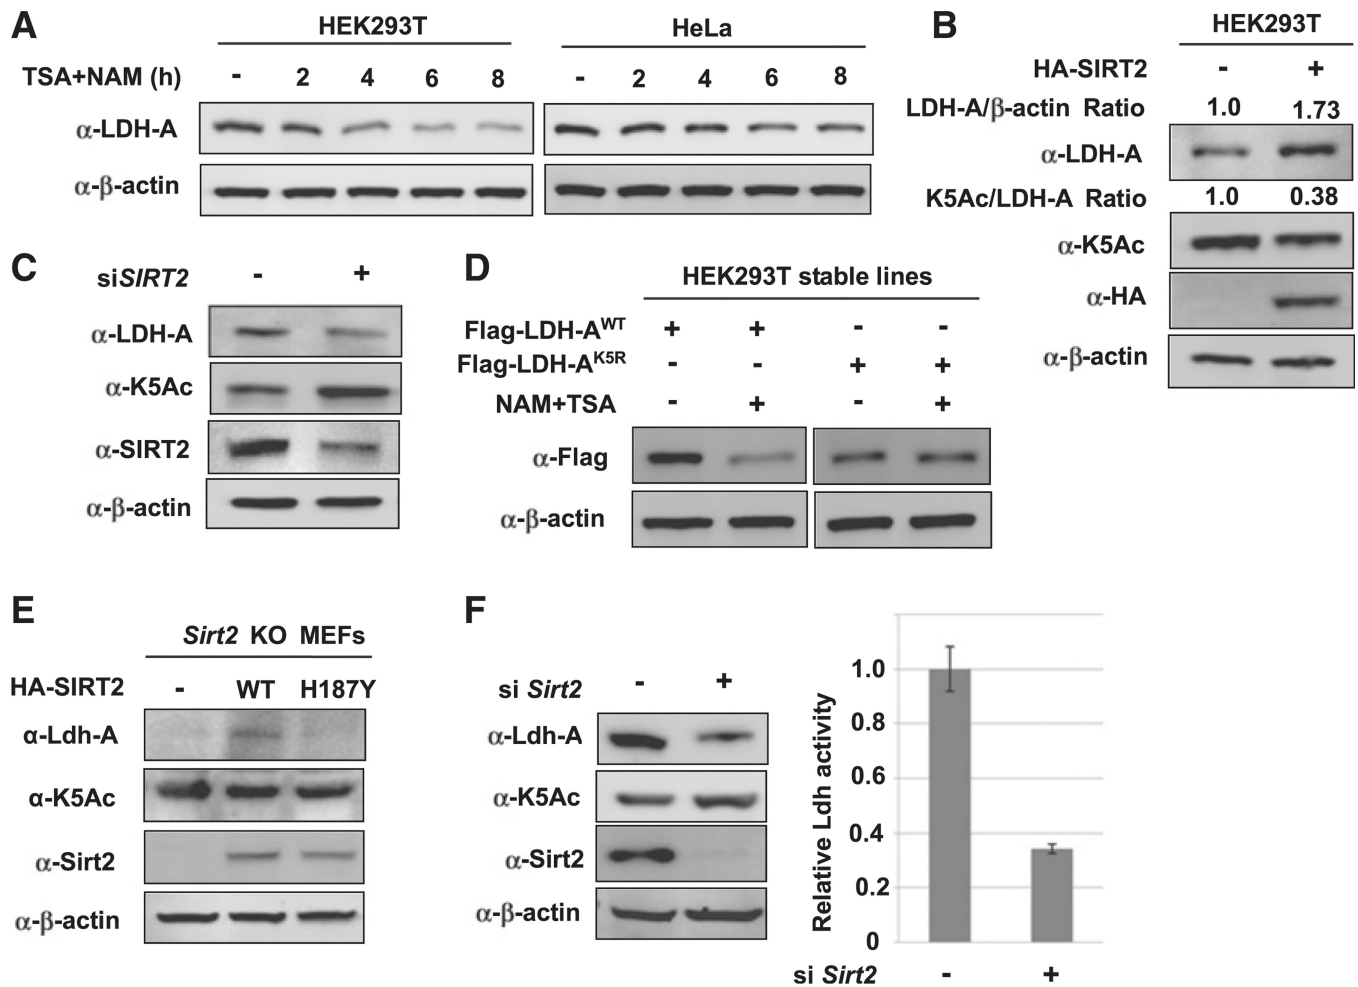 A
HEK293T
HeLa
TSA+NAM (h)
- 2 4 6 8
- 2 4 6 8
α-LDH-A
α-β-actin
B
HEK293T
HA-SIRT2 - +
LDH-A/β-actin Ratio 1.0 1.73
α-LDH-A
K5Ac/LDH-A Ratio 1.0 0.38
α-K5Ac
α-HA
α-β-actin
C
siSIRT2 - +
α-LDH-A
α-K5Ac
α-SIRT2
α-β-actin
D
HEK293T stable lines
Flag-LDH-A^WT + + - -
Flag-LDH-A^K5R - - + +
NAM+TSA - + - +
α-Flag
α-β-actin
E
Sirt2 KO MEFs
HA-SIRT2 - WT H187Y
α-Ldh-A
α-K5Ac
α-Sirt2
α-β-actin
F
si Sirt2 - +
α-Ldh-A
α-K5Ac
α-Sirt2
α-β-actin
Relative Ldh activity
1.0
0.8
0.6
0.4
0.2
0
si Sirt2 - +